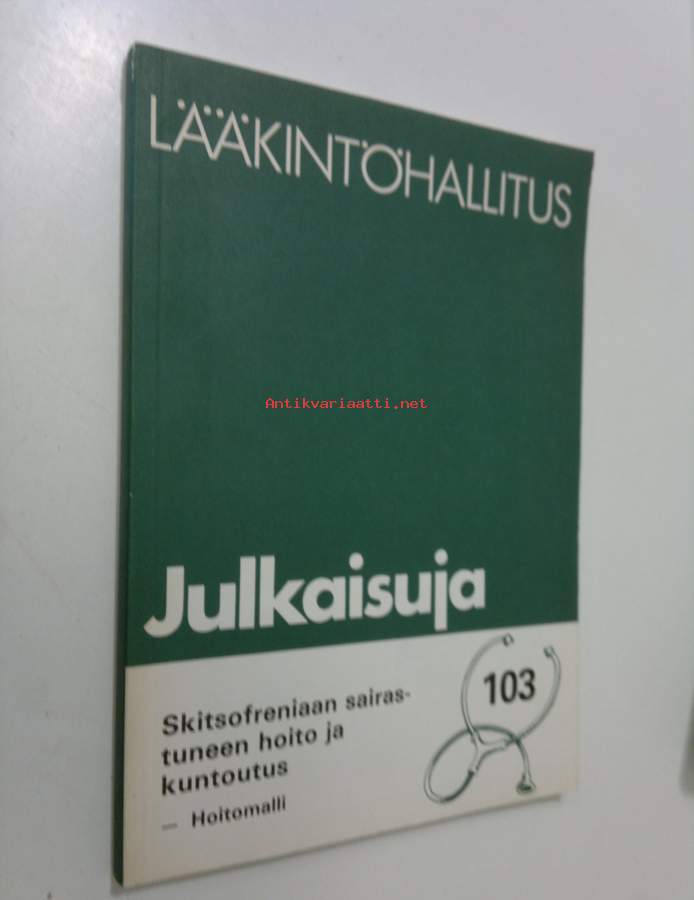 LÄÄKINTÖHALLITUS
Antikvariaatti.net
Julkaisuja
103
Skitsofreniaan sairas-
tuneen hoito ja
kuntoutus
– Hoitomalli